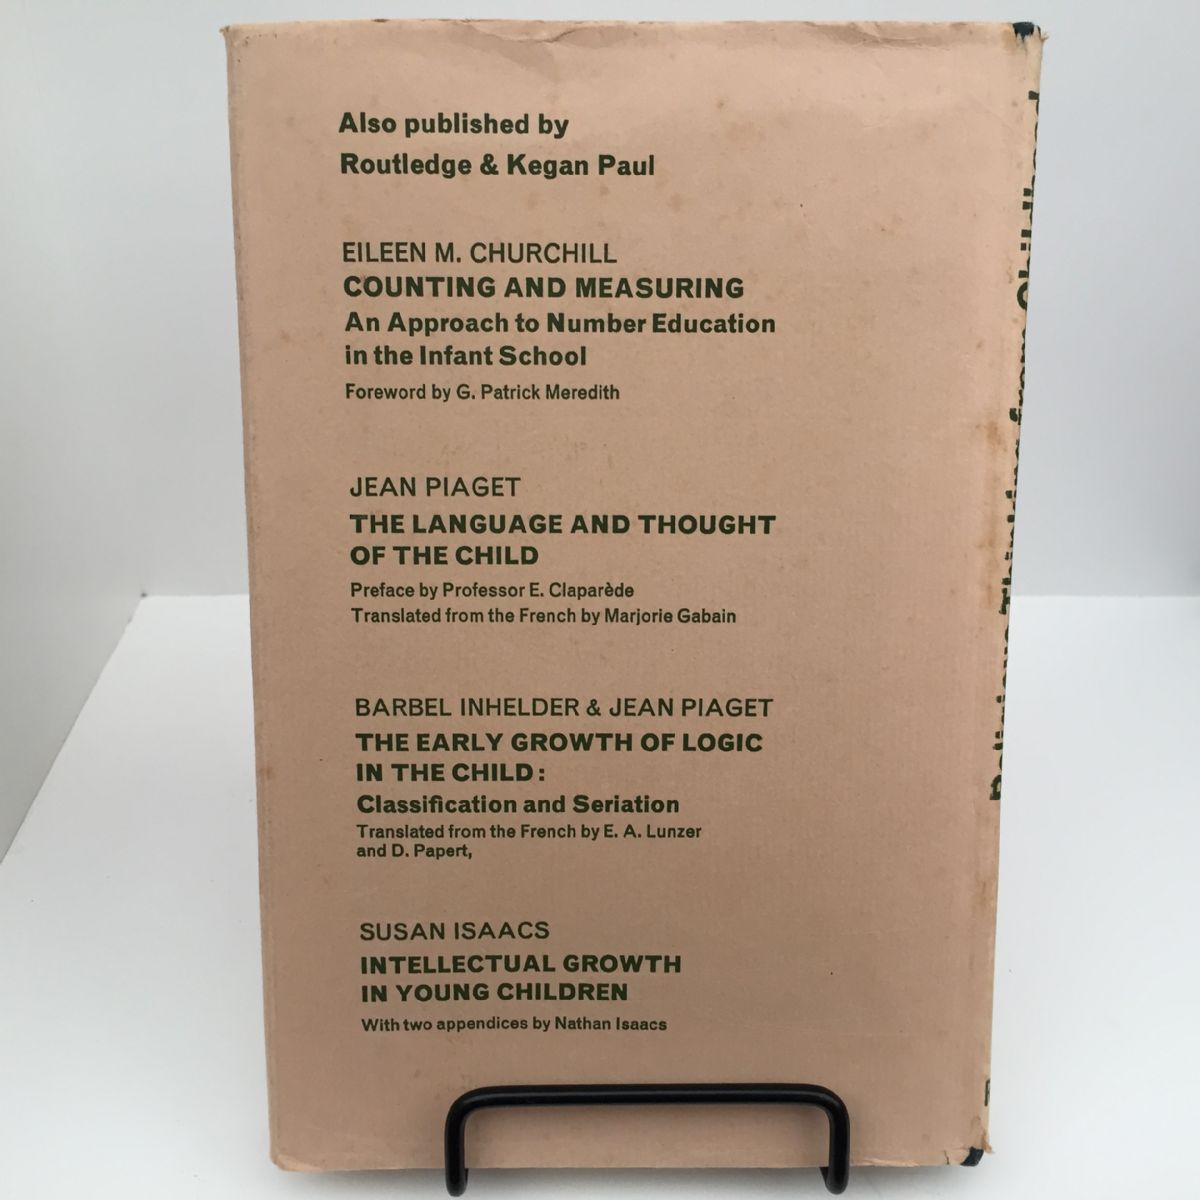 Also published by
Routledge & Kegan Paul
EILEEN M. CHURCHILL
COUNTING AND MEASURING
An Approach to Number Education
in the Infant School
Foreword by G. Patrick Meredith
JEAN PIAGET
THE LANGUAGE AND THOUGHT
OF THE CHILD
Preface by Professor E. Claparède
Translated from the French by Marjorie Gabain
BARBEL INHELDER & JEAN PIAGET
THE EARLY GROWTH OF LOGIC
IN THE CHILD:
Classification and Seriation
Translated from the French by E. A. Lunzer
and D. Papert,
SUSAN ISAACS
INTELLECTUAL GROWTH
IN YOUNG CHILDREN
With two appendices by Nathan Isaacs
Religious Thinking from Childhood